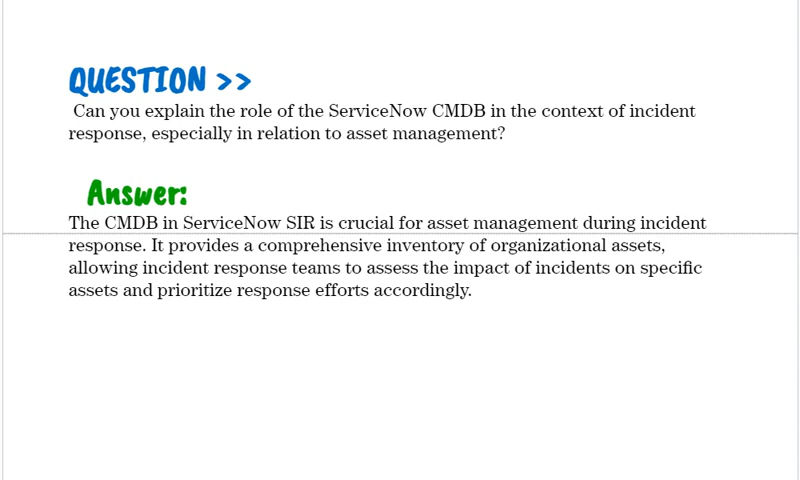 QUESTION >>
Can you explain the role of the ServiceNow CMDB in the context of incident
response, especially in relation to asset management?
Answer:
The CMDB in ServiceNow SIR is crucial for asset management during incident
response. It provides a comprehensive inventory of organizational assets,
allowing incident response teams to assess the impact of incidents on specific
assets and prioritize response efforts accordingly.